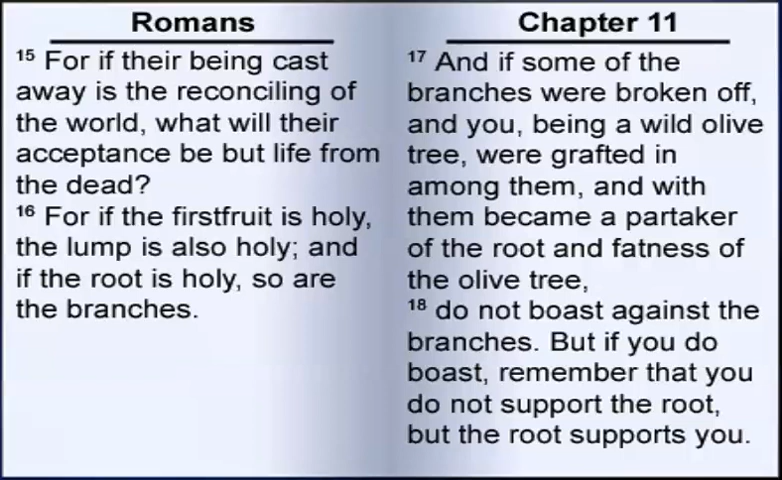 Romans
15 For if their being cast
away is the reconciling of
the world, what will their
acceptance be but life from
the dead?
16 For if the firstfruit is holy,
the lump is also holy; and
if the root is holy, so are
the branches.
Chapter 11
17 And if some of the
branches were broken off,
and you, being a wild olive
tree, were grafted in
among them, and with
them became a partaker
of the root and fatness of
the olive tree,
18 do not boast against the
branches. But if you do
boast, remember that you
do not support the root,
but the root supports you.